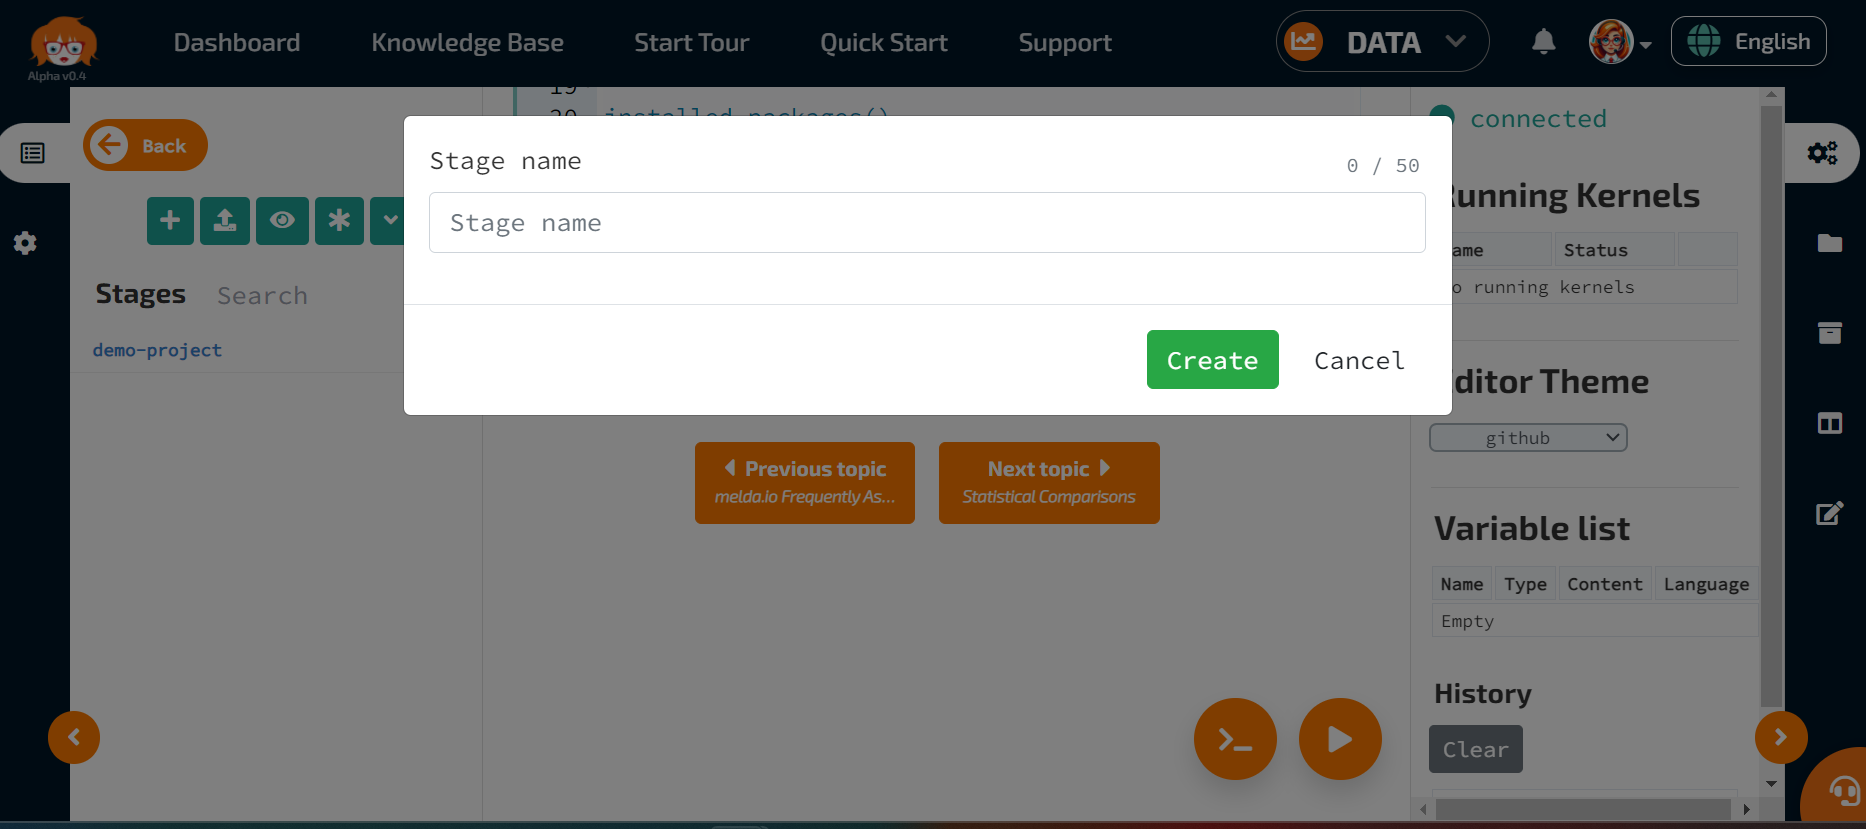 Alpha v0.4
Dashboard
Knowledge Base
Start Tour
Quick Start
Support
DATA
English
Back
Stages
Search
demo-project
19
20
installed.packages()
Stage name
0 / 50
Stage name
Create
Cancel
Previous topic
melda.io Frequently As...
Next topic
Statistical Comparisons
connected
Running Kernels
ame Status
o running kernels
ditor Theme
github
Variable list
Name Type Content Language
Empty
History
Clear